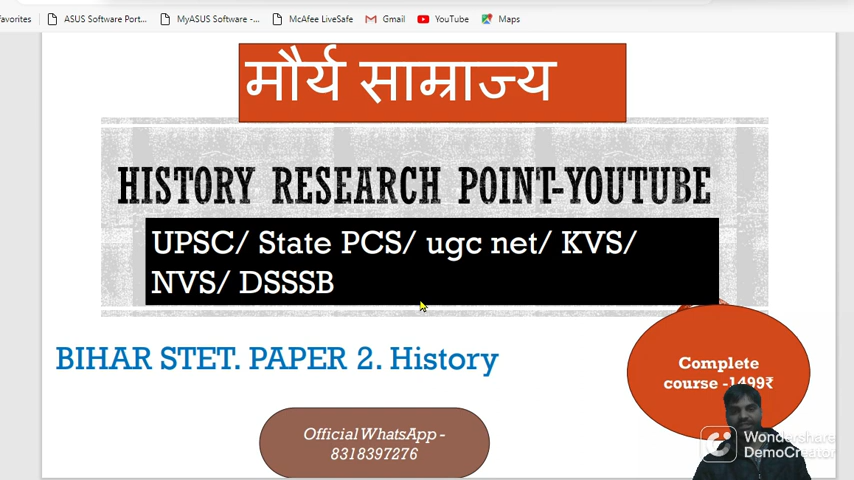 avorites
ASUS Software Port...
MyASUS Software -...
McAfee LiveSafe
Gmail
YouTube
Maps
मौर्य साम्राज्य
HISTORY RESEARCH POINT-YOUTUBE
UPSC/ State PCS/ ugc net/ KVS/
NVS/ DSSSB
BIHAR STET. PAPER 2. History
Complete
course -1499₹
Official WhatsApp -
8318397276
Wondershare
DemoCreator